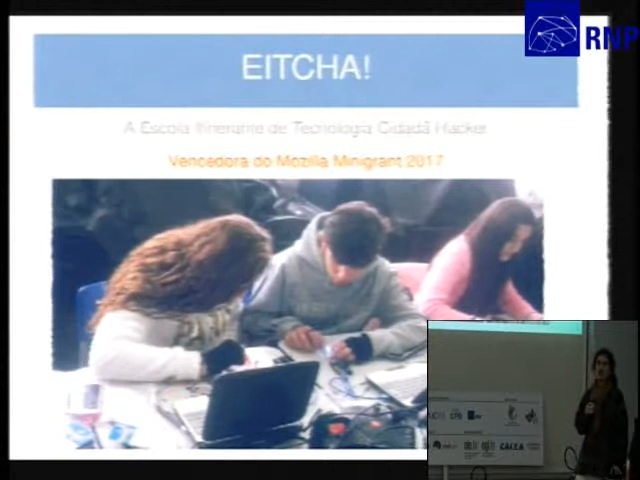 RNP
EITCHA!
A Escola Itinerante de Tecnologia Cidadã Hacker
Vencedora do Mozilla Minigrant 2017